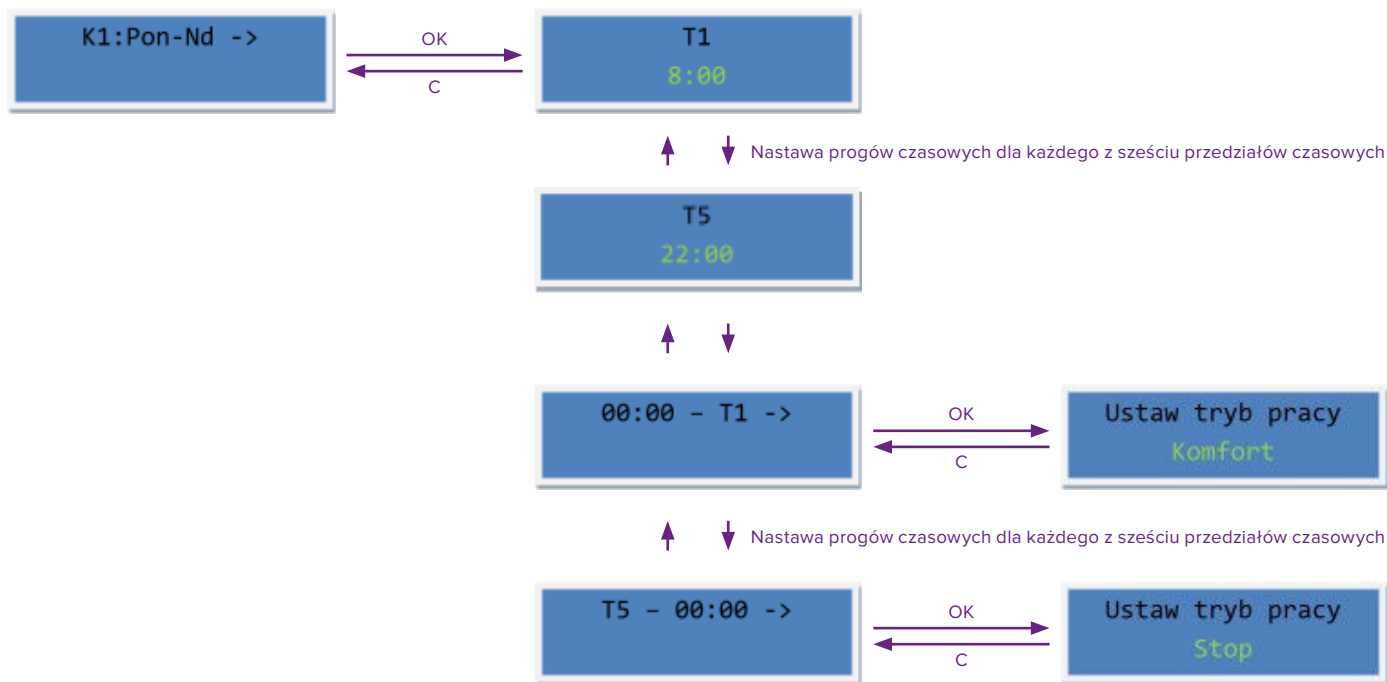 K1:Pon-Nd ->
OK
C
T1
8:00
Nastawa progów czasowych dla każdego z sześciu przedziałów czasowych
T5
22:00
00:00 – T1 ->
OK
C
Ustaw tryb pracy
Komfort
Nastawa progów czasowych dla każdego z sześciu przedziałów czasowych
T5 – 00:00 ->
OK
C
Ustaw tryb pracy
Stop